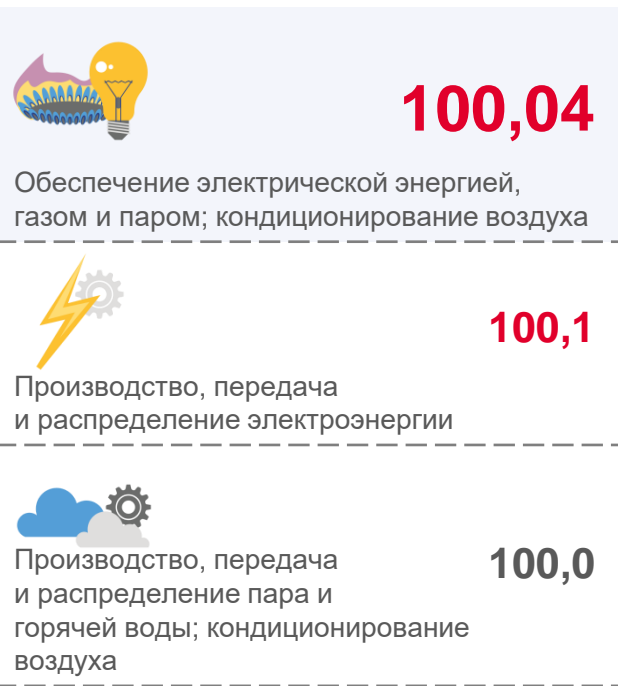 100,04
Обеспечение электрической энергией,
газом и паром; кондиционирование воздуха
100,1
Производство, передача
и распределение электроэнергии
100,0
Производство, передача
и распределение пара и
горячей воды; кондиционирование
воздуха